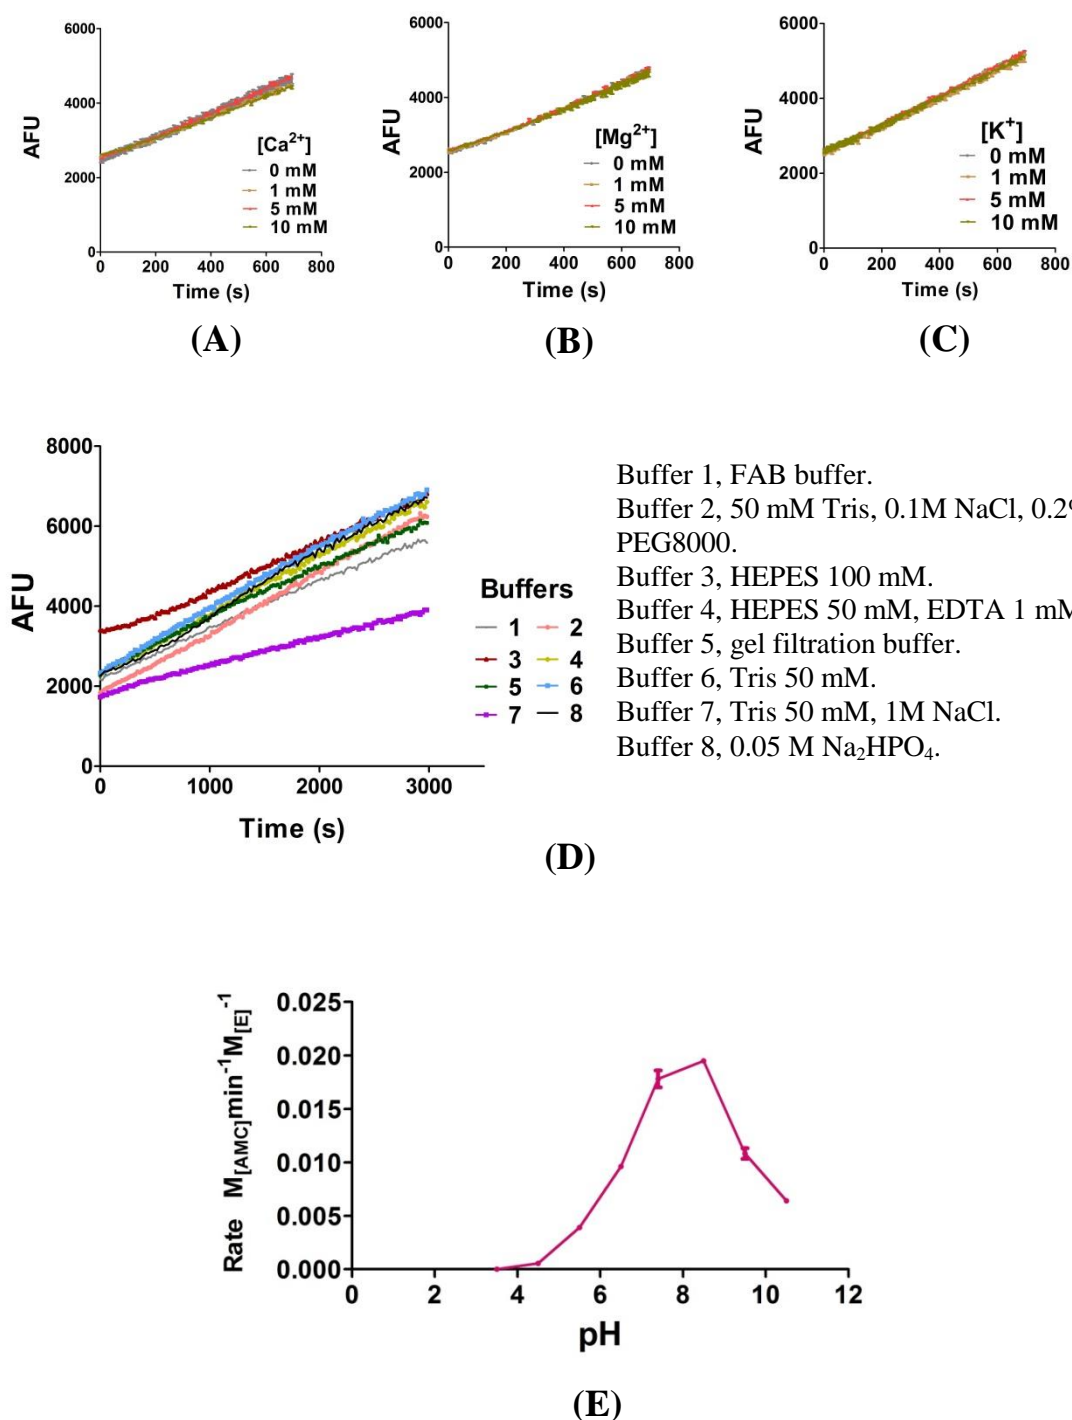 6000
4000
2000
0
AFU
[Ca²⁺]
0 mM
1 mM
5 mM
10 mM
0 200 400 600 800
Time (s)
(A)
6000
4000
2000
0
AFU
[Mg²⁺]
0 mM
1 mM
5 mM
10 mM
0 200 400 600 800
Time (s)
(B)
6000
4000
2000
0
AFU
[K⁺]
0 mM
1 mM
5 mM
10 mM
0 200 400 600 800
Time (s)
(C)
8000
6000
4000
2000
0
AFU
0 1000 2000 3000
Time (s)
Buffers
1 2
3 4
5 6
7 8
Buffer 1, FAB buffer.
Buffer 2, 50 mM Tris, 0.1M NaCl, 0.2%
PEG8000.
Buffer 3, HEPES 100 mM.
Buffer 4, HEPES 50 mM, EDTA 1 mM
Buffer 5, gel filtration buffer.
Buffer 6, Tris 50 mM.
Buffer 7, Tris 50 mM, 1M NaCl.
Buffer 8, 0.05 M Na₂HPO₄.
(D)
0.025
0.020
0.015
0.010
0.005
0.000
Rate M[AMC]min⁻¹M[E]⁻¹
0 2 4 6 8 10 12
pH
(E)